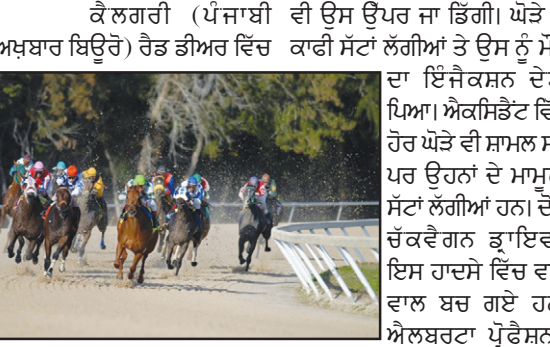 ਕੈਲਗਰੀ (ਪੰਜਾਬੀ
ਅਖ਼ਬਾਰ ਬਿਊਰੋ) ਰੈਡ ਡੀਅਰ ਵਿੱਚ
ਵੀ ਉਸ ਉੱਪਰ ਜਾ ਡਿੱਗੀ। ਘੋੜੇ
ਕਾਫੀ ਸੱਟਾਂ ਲੱਗੀਆਂ ਤੇ ਉਸ ਨੂੰ
ਦਾ ਇੰਜੈਕਸ਼ਨ
ਪਿਆ। ਐਕਸਿਡੈਂਟ
ਹੋਰ ਘੋੜੇ ਵੀ ਸ਼ਾਮਲ
ਪਰ ਉਹਨਾਂ ਦੇ
ਸੱਟਾਂ ਲੱਗੀਆਂ ਹਨ।
ਚੱਕਵੈਗਨ
ਇਸ ਹਾਦਸੇ ਵਿੱਚ
ਵਾਲ ਬਚ ਗਏ
ਐਲਬਰਟਾ